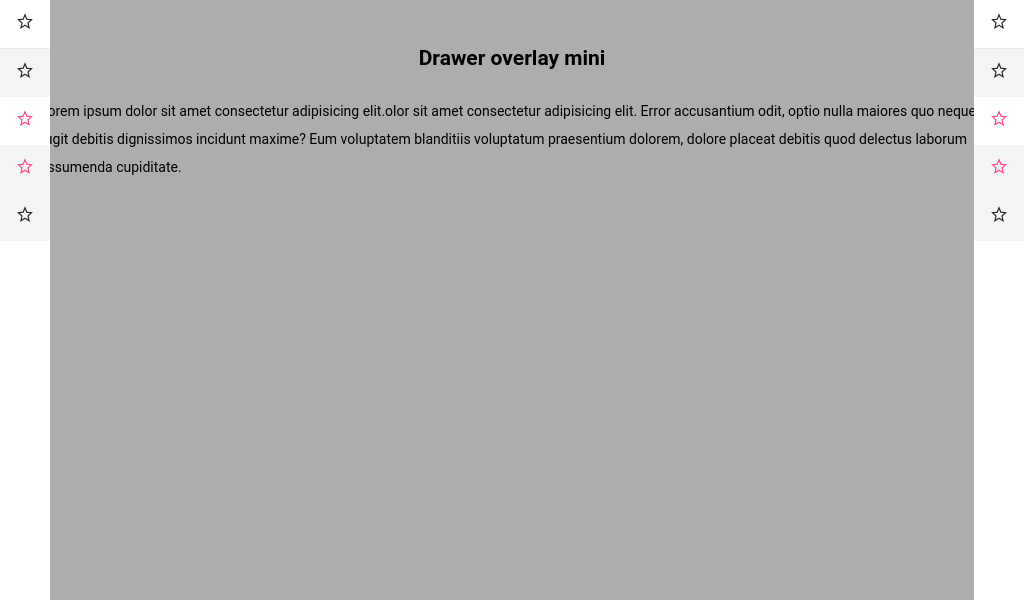 Drawer overlay mini
orem ipsum dolor sit amet consectetur adipisicing elit.olor sit amet consectetur adipisicing elit. Error accusantium odit, optio nulla maiores quo neque
git debitis dignissimos incidunt maxime? Eum voluptatem blanditiis voluptatum praesentium dolorem, dolore placeat debitis quod delectus laborum
ssumenda cupiditate.